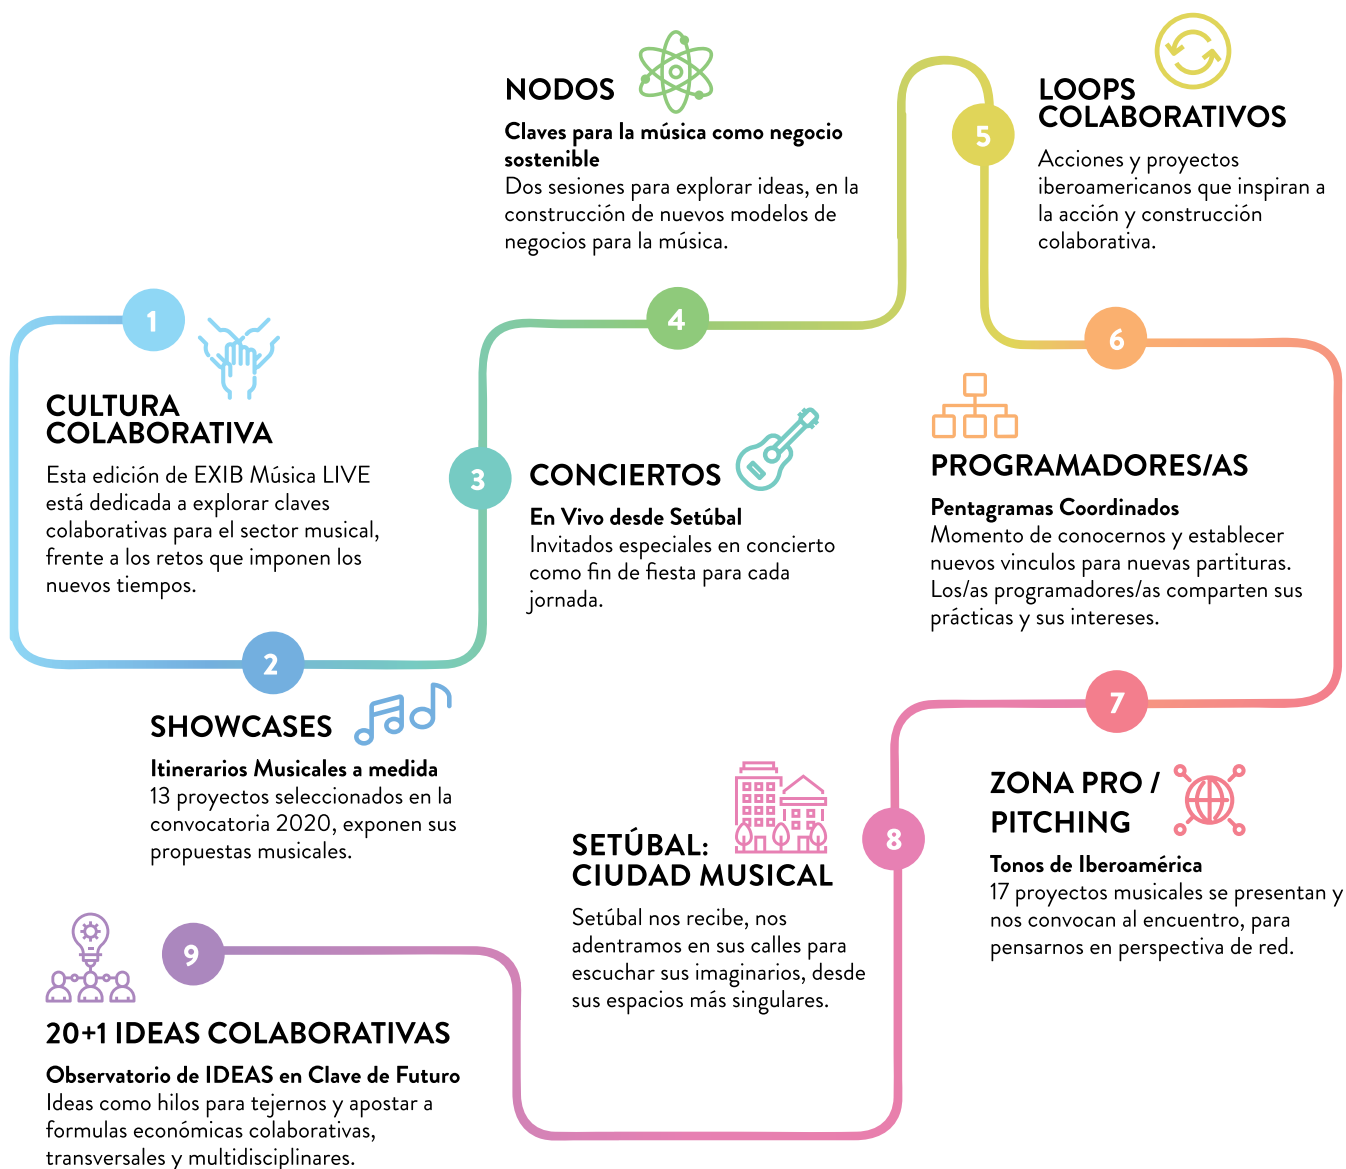 1
CULTURA
COLABORATIVA
Esta edición de EXIB Música LIVE
está dedicada a explorar claves
colaborativas para el sector musical,
frente a los retos que imponen los
nuevos tiempos.
2
SHOWCASES
Itinerarios Musicales a medida
13 proyectos seleccionados en la
convocatoria 2020, exponen sus
propuestas musicales.
3
CONCIERTOS
En Vivo desde Setúbal
Invitados especiales en concierto
como fin de fiesta para cada
jornada.
4
NODOS
Claves para la música como negocio
sostenible
Dos sesiones para explorar ideas, en la
construcción de nuevos modelos de
negocios para la música.
5
LOOPS
COLABORATIVOS
Acciones y proyectos
iberoamericanos que inspiran a
la acción y construcción
colaborativa.
6
PROGRAMADORES/AS
Pentagramas Coordinados
Momento de conocernos y establecer
nuevos vinculos para nuevas partituras.
Los/as programadores/as comparten sus
prácticas y sus intereses.
7
ZONA PRO /
PITCHING
Tonos de Iberoamérica
17 proyectos musicales se presentan y
nos convocan al encuentro, para
pensarnos en perspectiva de red.
8
SETÚBAL:
CIUDAD MUSICAL
Setúbal nos recibe, nos
adentramos en sus calles para
escuchar sus imaginarios, desde
sus espacios más singulares.
9
20+1 IDEAS COLABORATIVAS
Observatorio de IDEAS en Clave de Futuro
Ideas como hilos para tejernos y apostar a
formulas económicas colaborativas,
transversales y multidisciplinares.